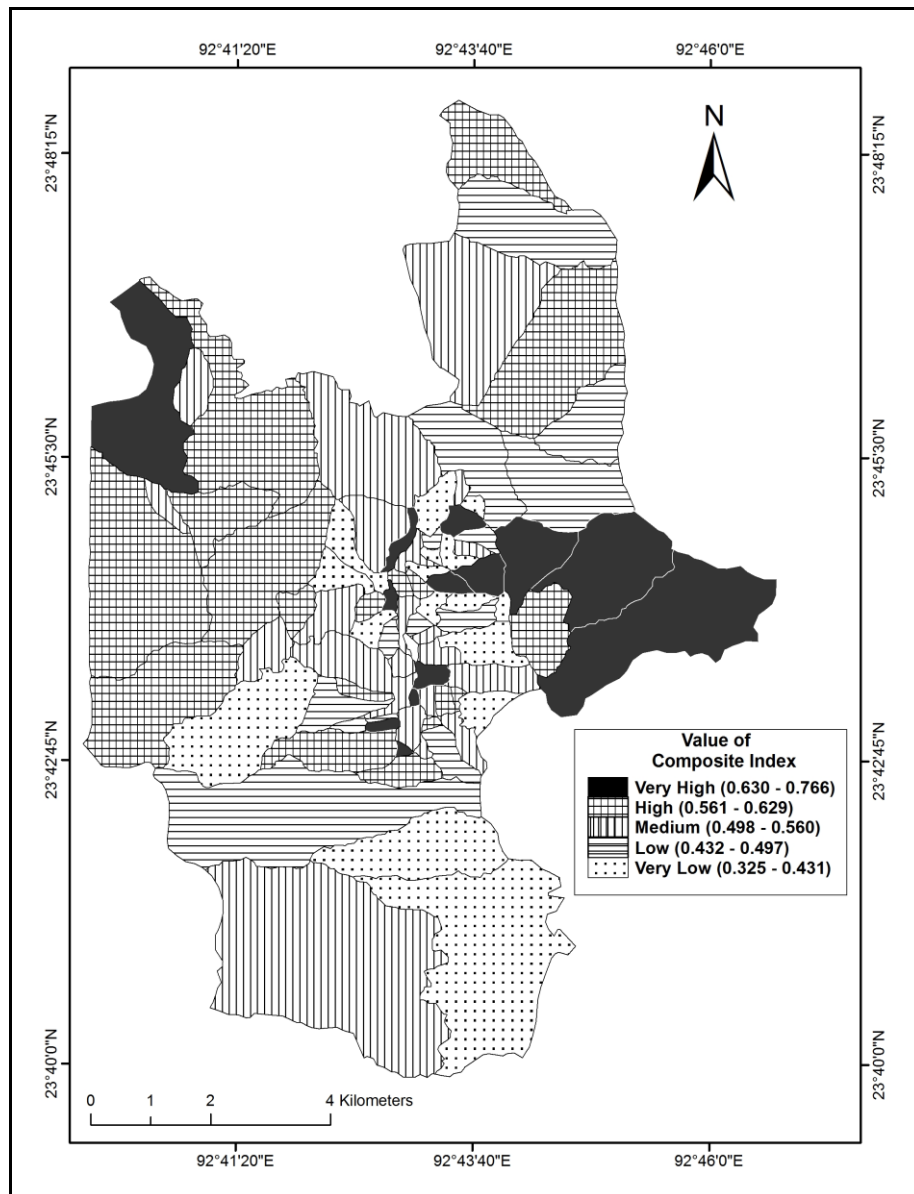 92°41'20"E 92°43'40" 92°46'0"E
23°48'15"N 23°48'15"N
N
23°45'30"N 23°45'30"N
23°42'45"N 23°42'45"N
Value of
Composite Index
Very High (0.630 - 0.766)
High (0.561 - 0.629)
Medium (0.498 - 0.560)
Low (0.432 - 0.497)
Very Low (0.325 - 0.431)
23°40'0"N 23°40'0"N
0 1 2 4 Kilometers
92°41'20"E 92°43'40"E 92°46'0"E